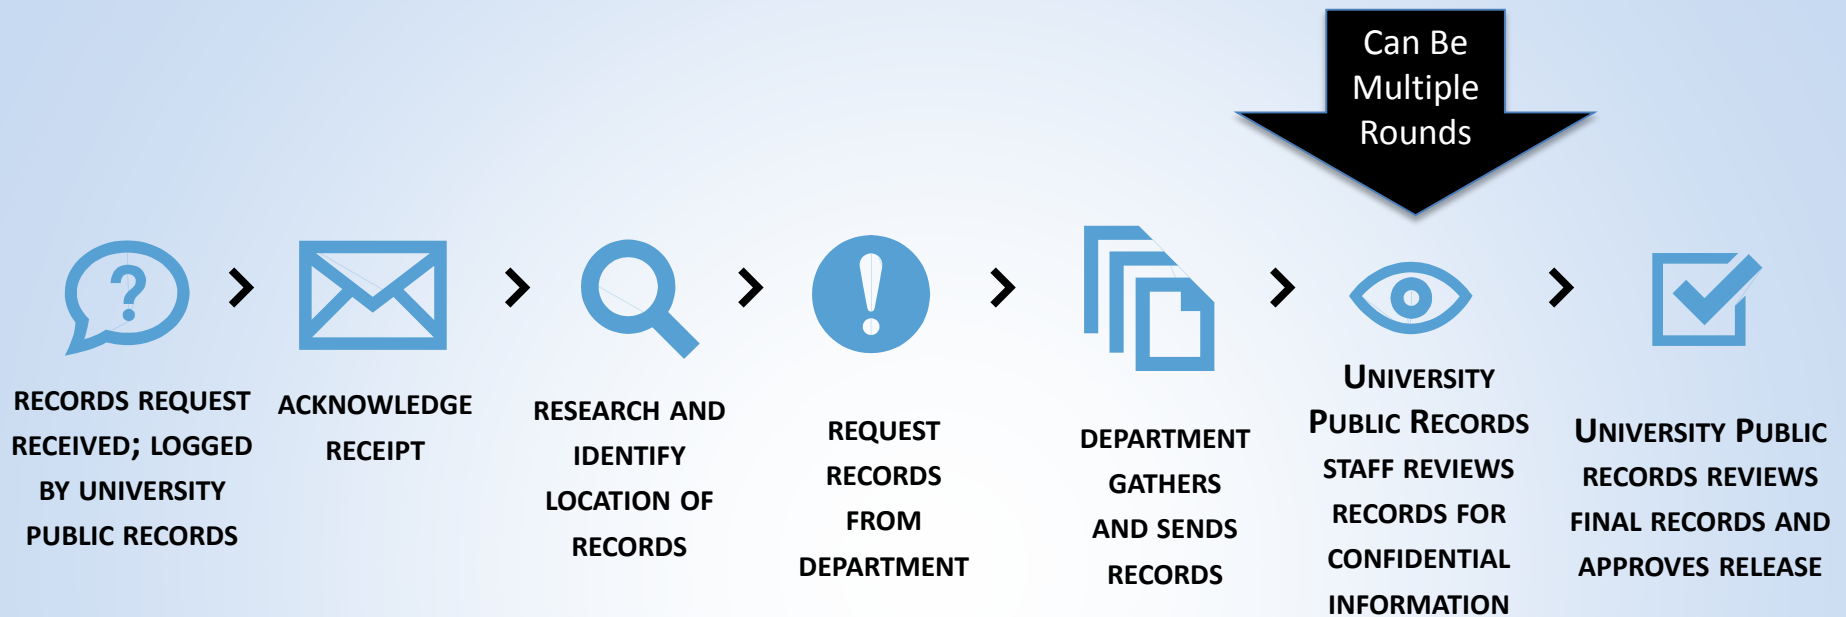 Can Be
Multiple
Rounds
?
!
RECORDS REQUEST
RECEIVED; LOGGED
BY UNIVERSITY
PUBLIC RECORDS
ACKNOWLEDGE
RECEIPT
RESEARCH AND
IDENTIFY
LOCATION OF
RECORDS
REQUEST
RECORDS
FROM
DEPARTMENT
DEPARTMENT
GATHERS
AND SENDS
RECORDS
UNIVERSITY
PUBLIC RECORDS
STAFF REVIEWS
RECORDS FOR
CONFIDENTIAL
INFORMATION
UNIVERSITY PUBLIC
RECORDS REVIEWS
FINAL RECORDS AND
APPROVES RELEASE